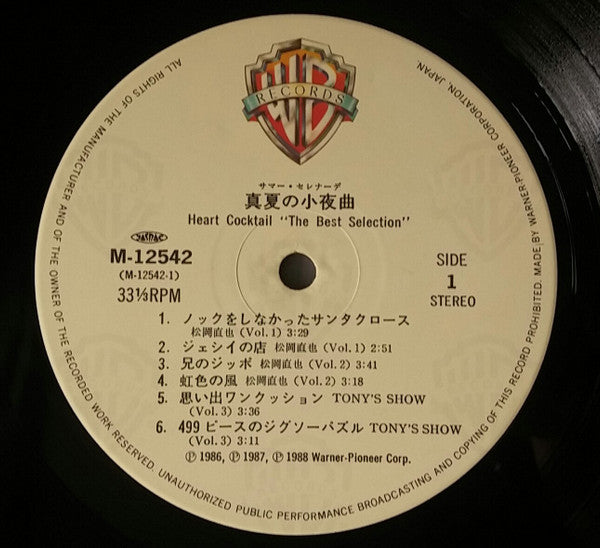 WB
RECORDS
サマー・セレナーデ
真夏の小夜曲
Heart Cocktail "The Best Selection"
JASRAC
M-12542
(M-12542-1)
33⅓RPM
SIDE
1
STEREO
1. ノックをしなかったサンタクロース
松岡直也 (Vol. 1) 3:29
2. ジェシイの店 松岡直也 (Vol. 1) 2:51
3. 兄のジッポ 松岡直也 (Vol. 2) 3:41
4. 虹色の風 松岡直也 (Vol. 2) 3:18
5. 思い出ワンクッション TONY'S SHOW
(Vol. 3) 3:36
6. 499 ピースのジグソーパズル TONY'S SHOW
(Vol. 3) 3:11
Ⓟ 1986, Ⓟ 1987, Ⓟ 1988 Warner-Pioneer Corp.
ALL RIGHTS OF THE MANUFACTURER AND OF THE OWNER OF THE RECORDED WORK RESERVED. UNAUTHORIZED PUBLIC PERFORMANCE BROADCASTING AND COPYING OF THIS RECORD PROHIBITED. MADE BY WARNER-PIONEER CORPORATION, JAPAN.